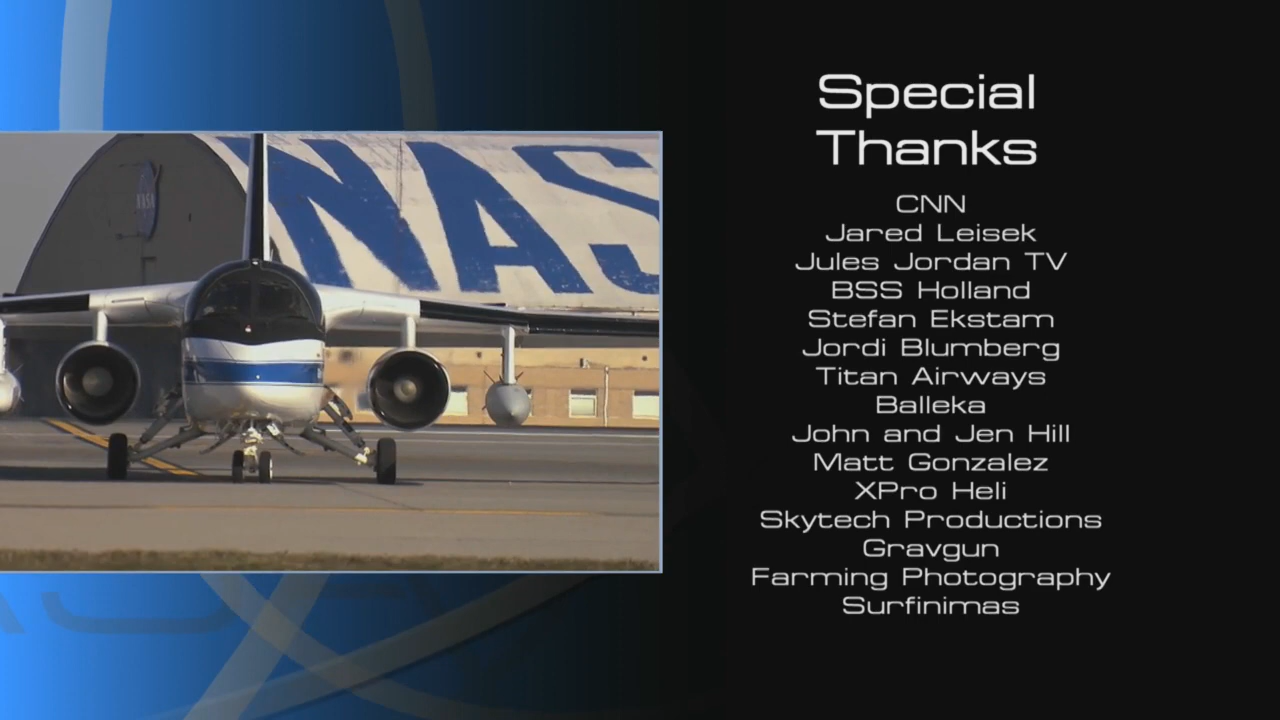 NASA
NAS
Special
Thanks
CNN
Jared Leisek
Jules Jordan TV
BSS Holland
Stefan Ekstam
Jordi Blumberg
Titan Airways
Balleka
John and Jen Hill
Matt Gonzalez
XPro Heli
Skytech Productions
Gravgun
Farming Photography
Surfinimas